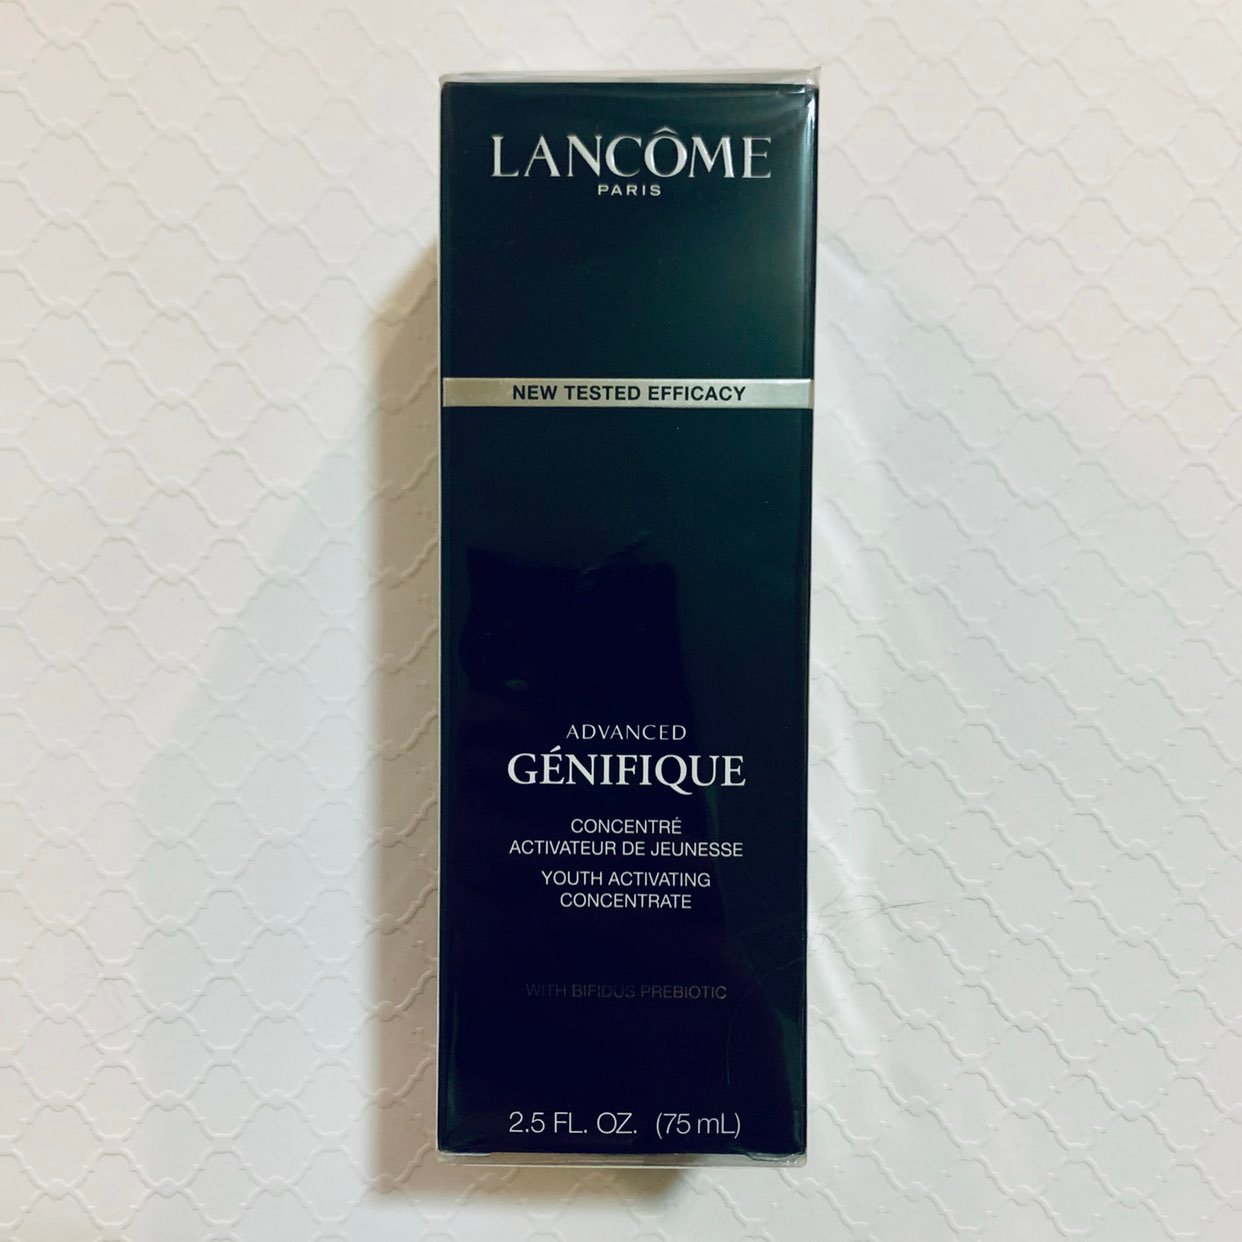 LANCÔME
PARIS
NEW TESTED EFFICACY
ADVANCED
GÉNIFIQUE
CONCENTRÉ
ACTIVATEUR DE JEUNESSE
YOUTH ACTIVATING
CONCENTRATE
WITH BIFIDUS PREBIOTIC
2.5 FL. OZ. (75 mL)